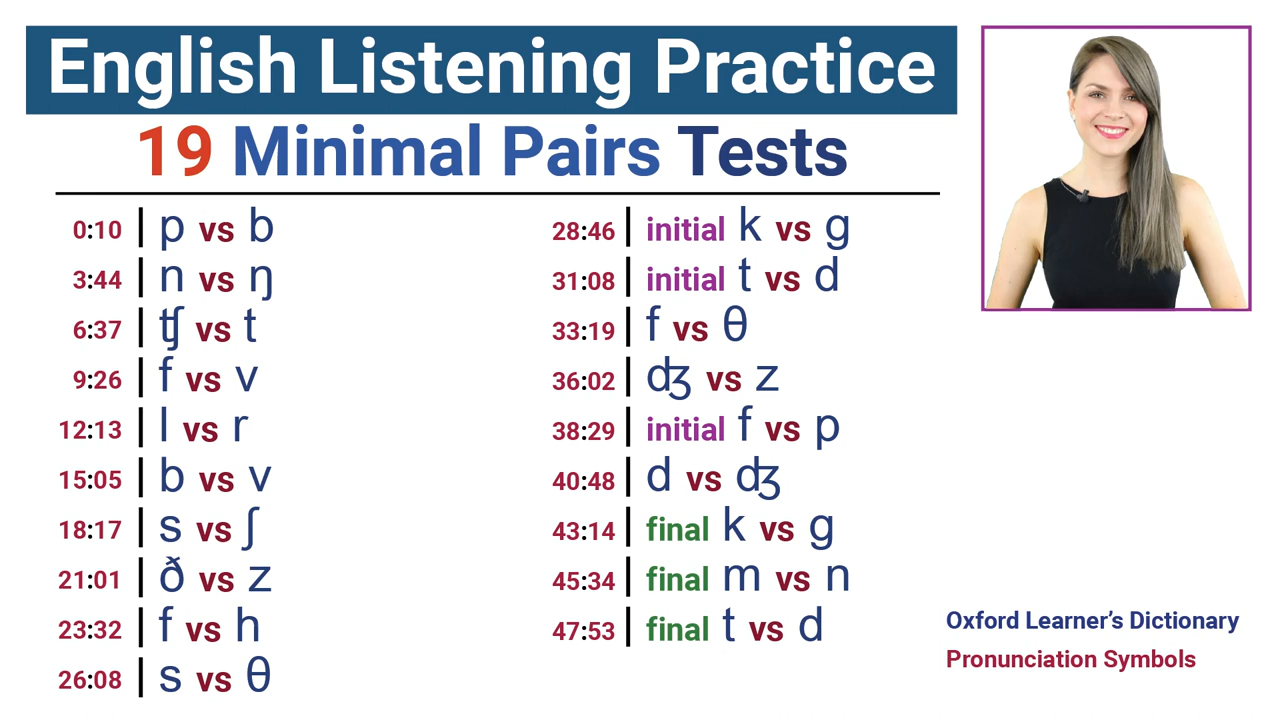 English Listening Practice
19 Minimal Pairs Tests
0:10 | p vs b
3:44 | n vs ŋ
6:37 | ʧ vs t
9:26 | f vs v
12:13 | l vs r
15:05 | b vs v
18:17 | s vs ʃ
21:01 | ð vs z
23:32 | f vs h
26:08 | s vs θ
28:46 | initial k vs g
31:08 | initial t vs d
33:19 | f vs θ
36:02 | ʤ vs z
38:29 | initial f vs p
40:48 | d vs ʤ
43:14 | final k vs g
45:34 | final m vs n
47:53 | final t vs d
Oxford Learner’s Dictionary
Pronunciation Symbols